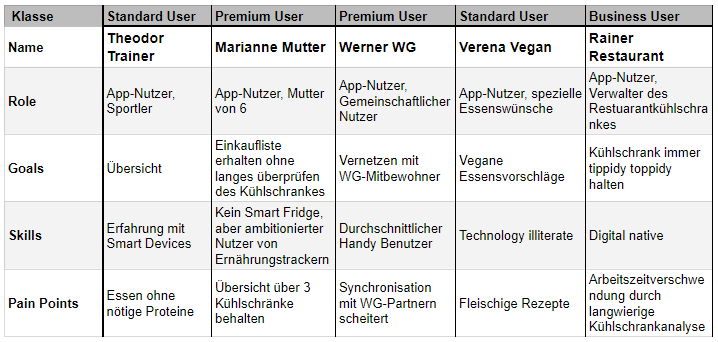 Klasse Standard User Premium User Premium User Standard User Business User
Name Theodor Trainer Marianne Mutter Werner WG Verena Vegan Rainer Restaurant
Role App-Nutzer, Sportler App-Nutzer, Mutter von 6 App-Nutzer, Gemeinschaftlicher Nutzer App-Nutzer, spezielle Essenswünsche App-Nutzer, Verwalter des Restuarantkühlschrankes
Goals Übersicht Einkaufliste erhalten ohne langes überprüfen des Kühlschrankes Vernetzen mit WG-Mitbewohner Vegane Essensvorschläge Kühlschrank immer tippidy toppidy halten
Skills Erfahrung mit Smart Devices Kein Smart Fridge, aber ambitionierter Nutzer von Ernährungstrackern Durchschnittlicher Handy Benutzer Technology illiterate Digital native
Pain Points Essen ohne nötige Proteine Übersicht über 3 Kühlschränke behalten Synchronisation mit WG-Partnern scheitert Fleischige Rezepte Arbeitszeitverschwendung durch langwierige Kühlschrankanalyse